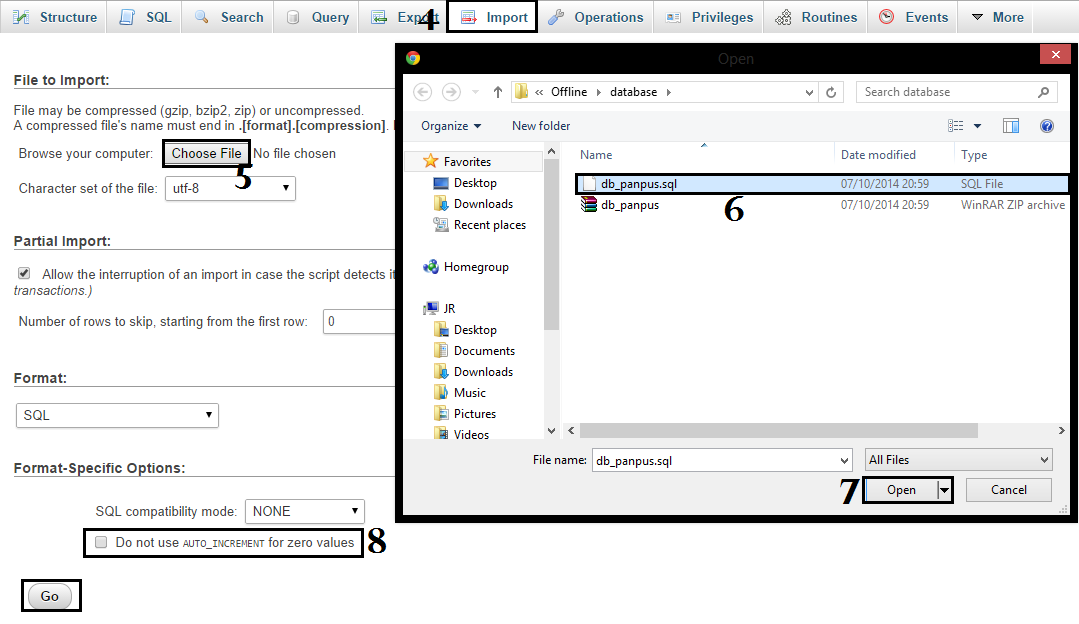 Structure SQL Search Query Export Import Operations Privileges Routines Events More
4
File to Import:
File may be compressed (gzip, bzip2, zip) or uncompressed.
A compressed file's name must end in .[format].[compression].
Browse your computer: Choose File No file chosen
5
Character set of the file: utf-8
Partial Import:
Allow the interruption of an import in case the script detects it
transactions.)
Number of rows to skip, starting from the first row: 0
Format:
SQL
Format-Specific Options:
SQL compatibility mode: NONE
Do not use AUTO_INCREMENT for zero values 8
Go
Open
« Offline database Search database
Organize New folder
Favorites
Desktop
Downloads
Recent places
Homegroup
JR
Desktop
Documents
Downloads
Music
Pictures
Videos
Name Date modified Type
db_panpus.sql 07/10/2014 20:59 SQL File
db_panpus 07/10/2014 20:59 WinRAR ZIP archive
6
File name: db_panpus.sql All Files
7 Open Cancel